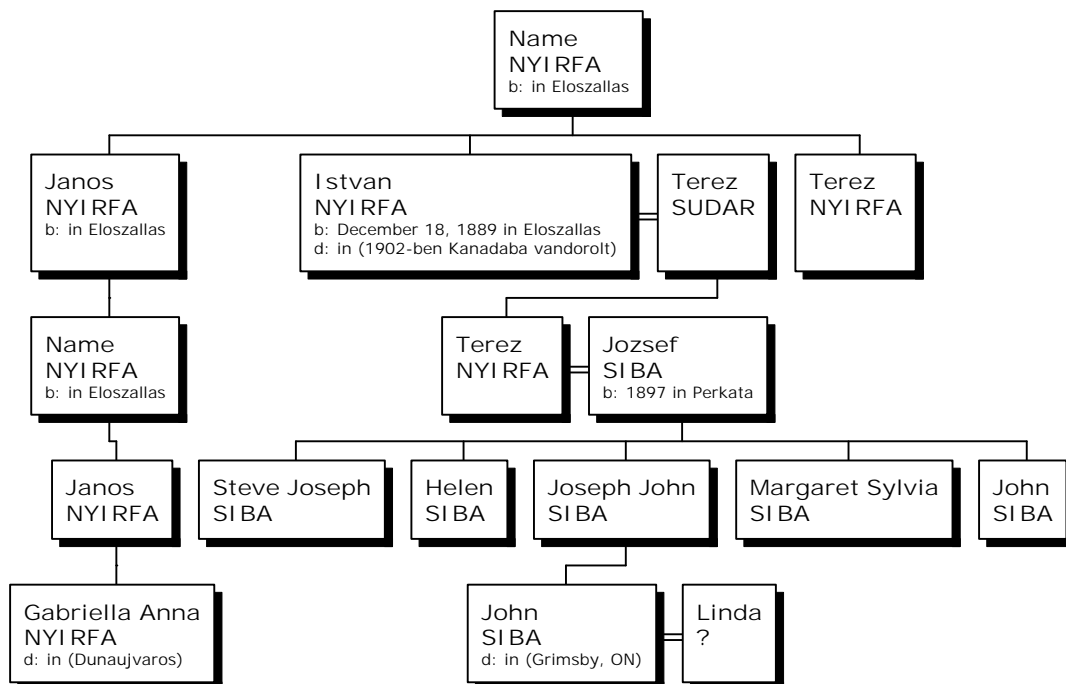 Name
NYIRFA
b: in Eloszallas
Janos
NYIRFA
b: in Eloszallas
Istvan
NYIRFA
b: December 18, 1889 in Eloszallas
d: in (1902-ben Kanadaba vandorolt)
Terez
SUDAR
Terez
NYIRFA
Name
NYIRFA
b: in Eloszallas
Terez
NYIRFA
Jozsef
SIBA
b: 1897 in Perkata
Janos
NYIRFA
Steve Joseph
SIBA
Helen
SIBA
Joseph John
SIBA
Margaret Sylvia
SIBA
John
SIBA
Gabriella Anna
NYIRFA
d: in (Dunaujvaros)
John
SIBA
d: in (Grimsby, ON)
Linda
?